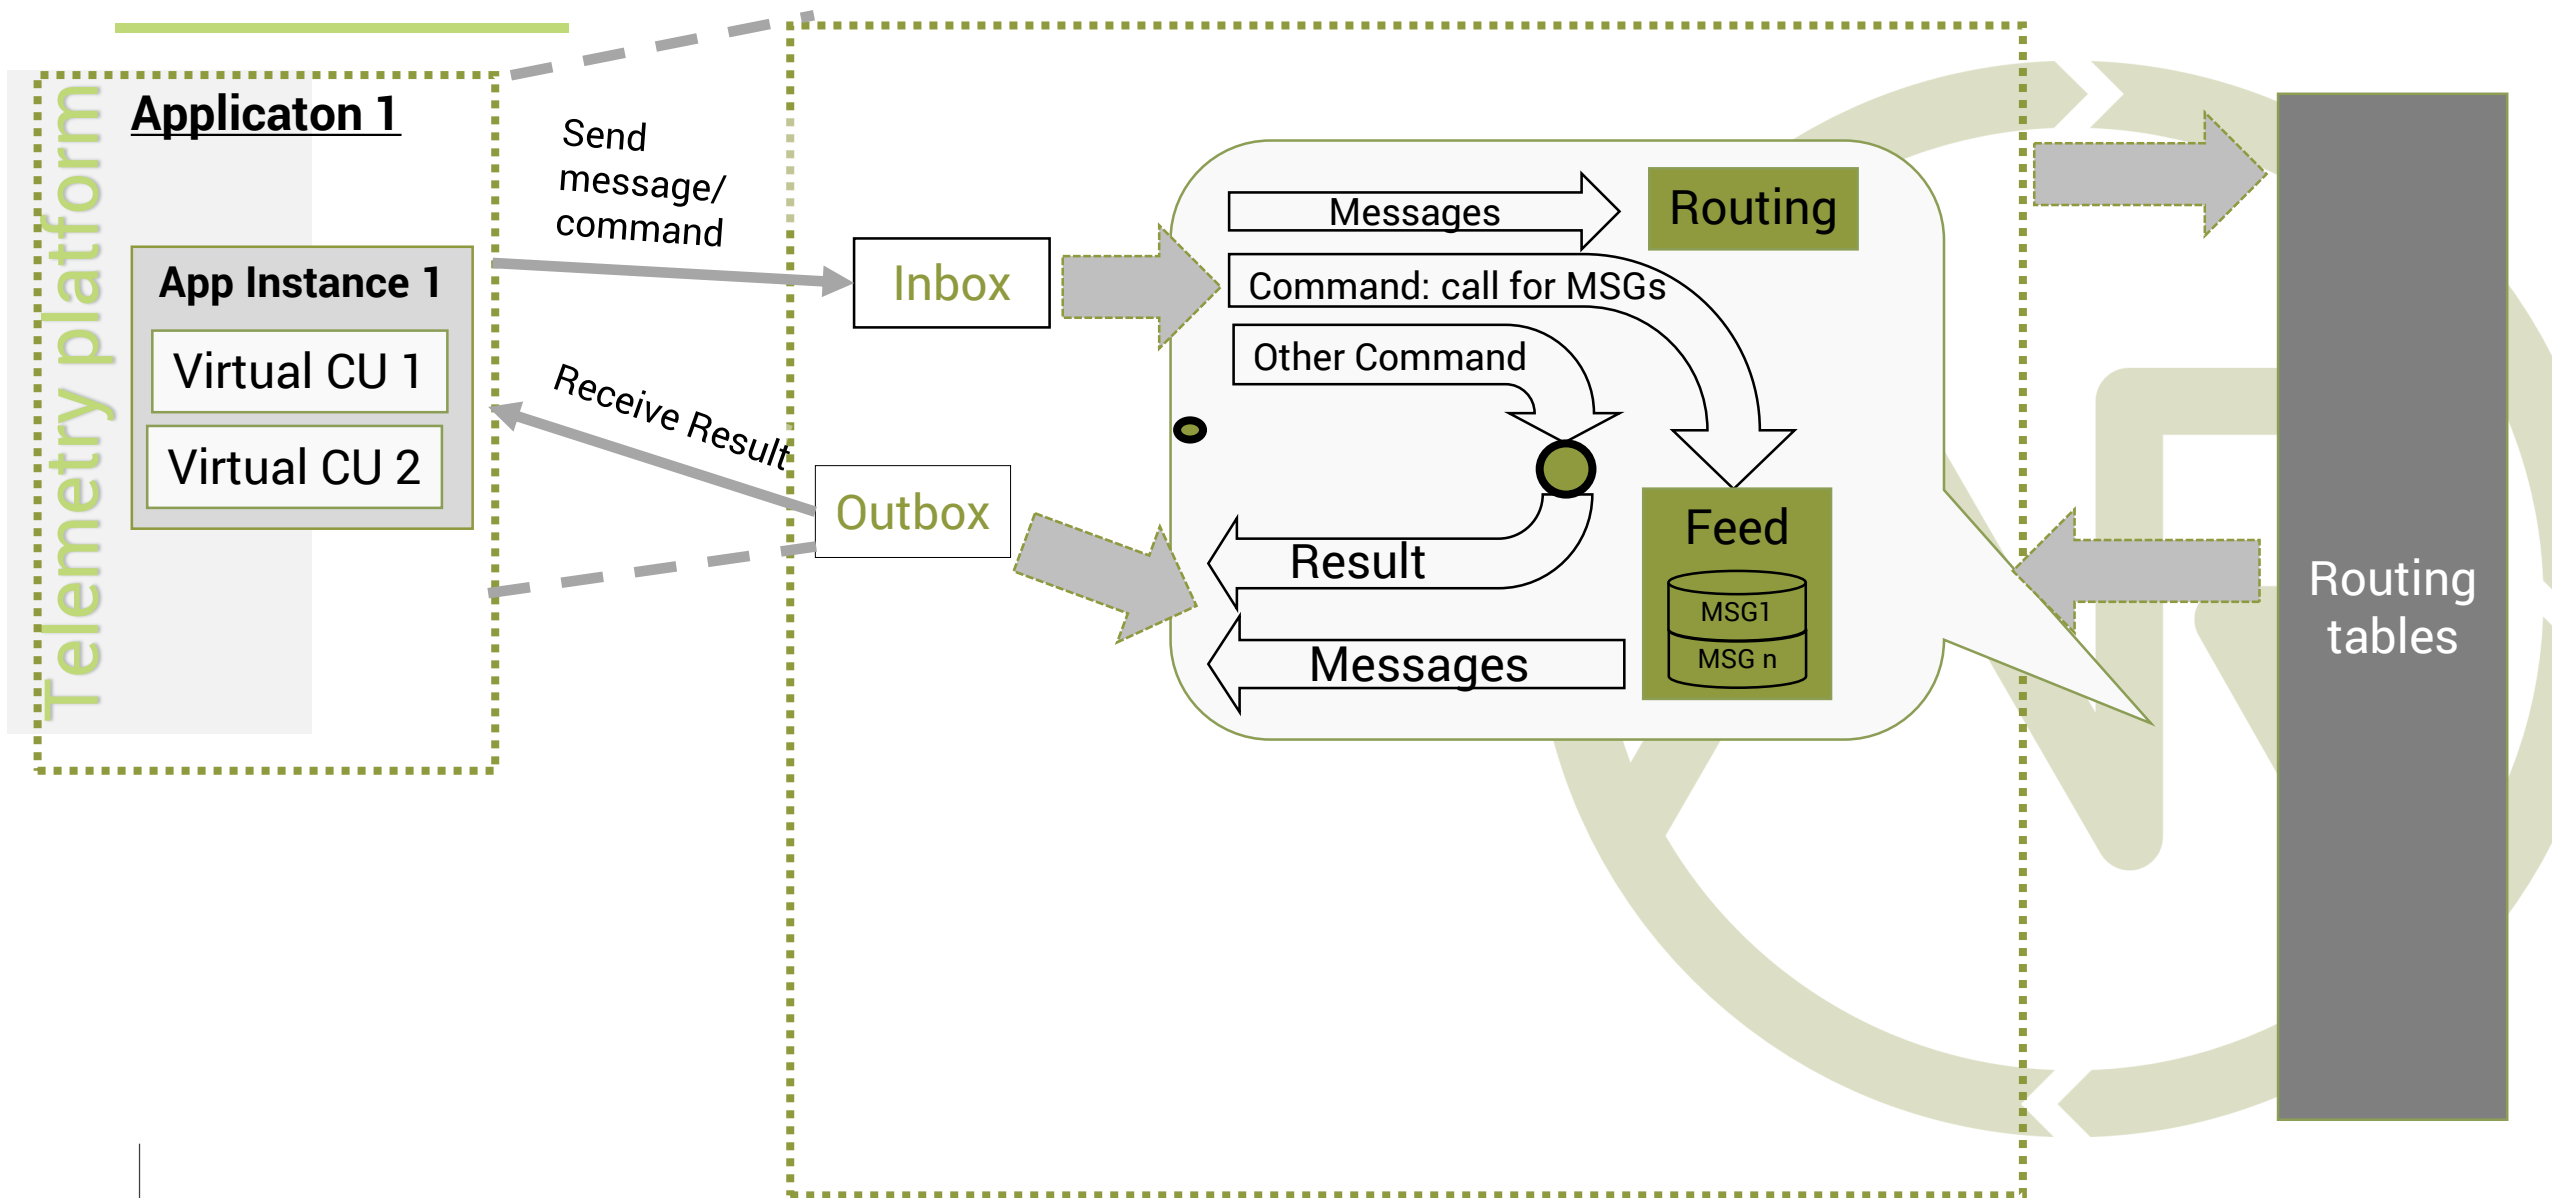 Telemetry platform
Applicaton 1
App Instance 1
Virtual CU 1
Virtual CU 2
Send
message/
command
Receive Result
Inbox
Outbox
Messages
Routing
Command: call for MSGs
Other Command
Result
Messages
Feed
MSG1
MSG n
Routing
tables